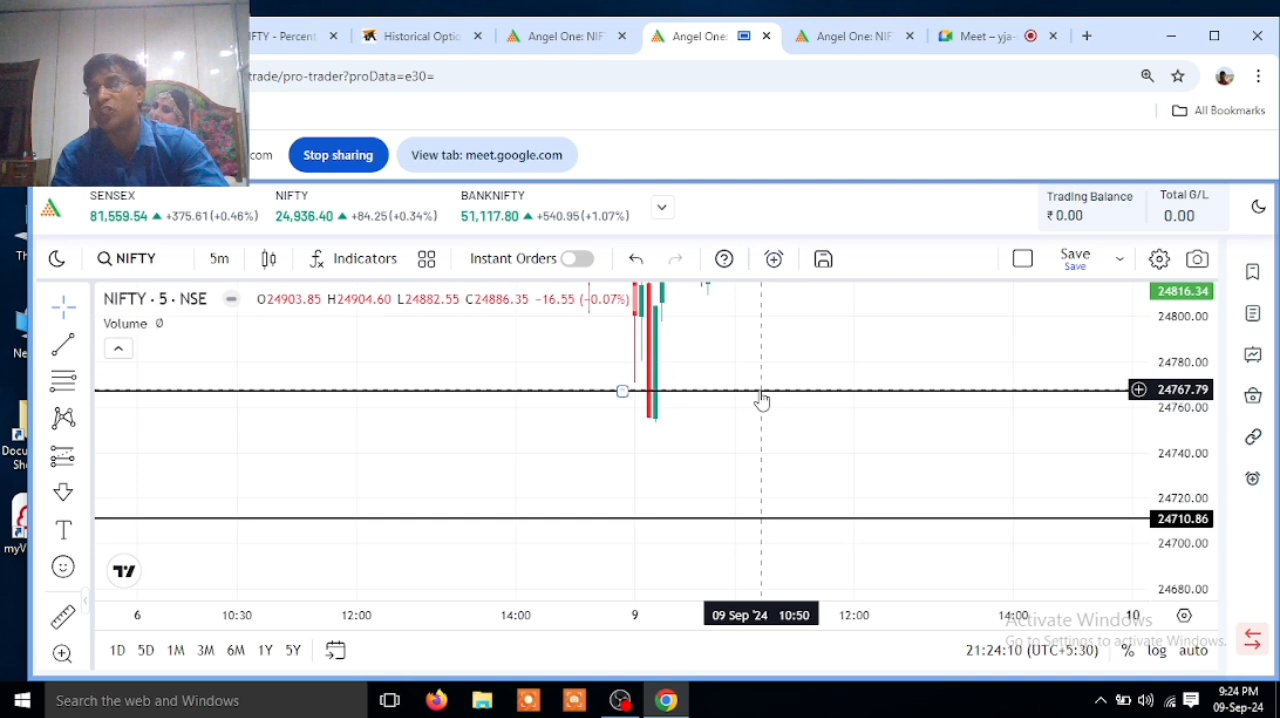 IFTY - Percent
Historical Optio
Angel One: NIF
Angel One:
Angel One: NIF
Meet – yja-
trade/pro-trader?proData=e30=
All Bookmarks
com
Stop sharing
View tab: meet.google.com
SENSEX
81,559.54 ▲ +375.61 (+0.46%)
NIFTY
24,936.40 ▲ +84.25 (+0.34%)
BANKNIFTY
51,117.80 ▲ +540.95 (+1.07%)
Trading Balance
₹ 0.00
Total G/L
0.00
NIFTY
5m
Indicators
Instant Orders
Save
Save
NIFTY · 5 · NSE
O24903.85 H24904.60 L24882.55 C24886.35 −16.55 (−0.07%)
Volume Ø
24816.34
24800.00
24780.00
24767.79
24760.00
24740.00
24720.00
24710.86
24700.00
24680.00
6
10:30
12:00
14:00
9
09 Sep '24 10:50
12:00
14:00
10
Activate Windows
Go to Settings to activate Windows.
1D 5D 1M 3M 6M 1Y 5Y
21:24:10 (UTC+5:30)
% log auto
Th
Ne
Docu
Sh
myV
T
Search the web and Windows
9:24 PM
09-Sep-24